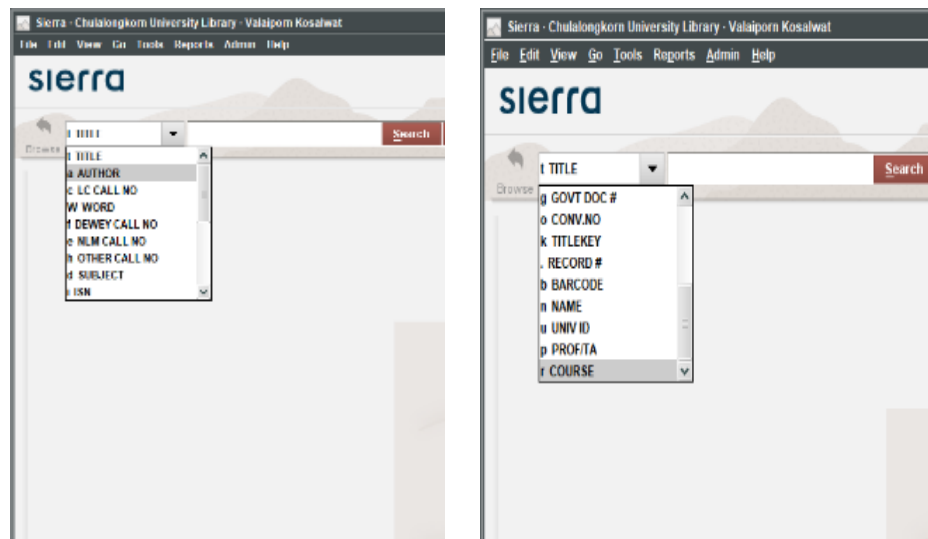 Sierra - Chulalongkorn University Library - Valaiporn Kosalwat
File Edit View Go Tools Reports Admin Help
sierra
t TITLE Search
Browse
t TITLE
a AUTHOR
c LC CALL NO
W WORD
f DEWEY CALL NO
e NLM CALL NO
h OTHER CALL NO
d SUBJECT
i ISN
Sierra - Chulalongkorn University Library - Valaiporn Kosalwat
File Edit View Go Tools Reports Admin Help
sierra
t TITLE Search
Browse
g GOVT DOC #
o CONV.NO
k TITLEKEY
. RECORD #
b BARCODE
n NAME
u UNIV ID
p PROF/TA
r COURSE